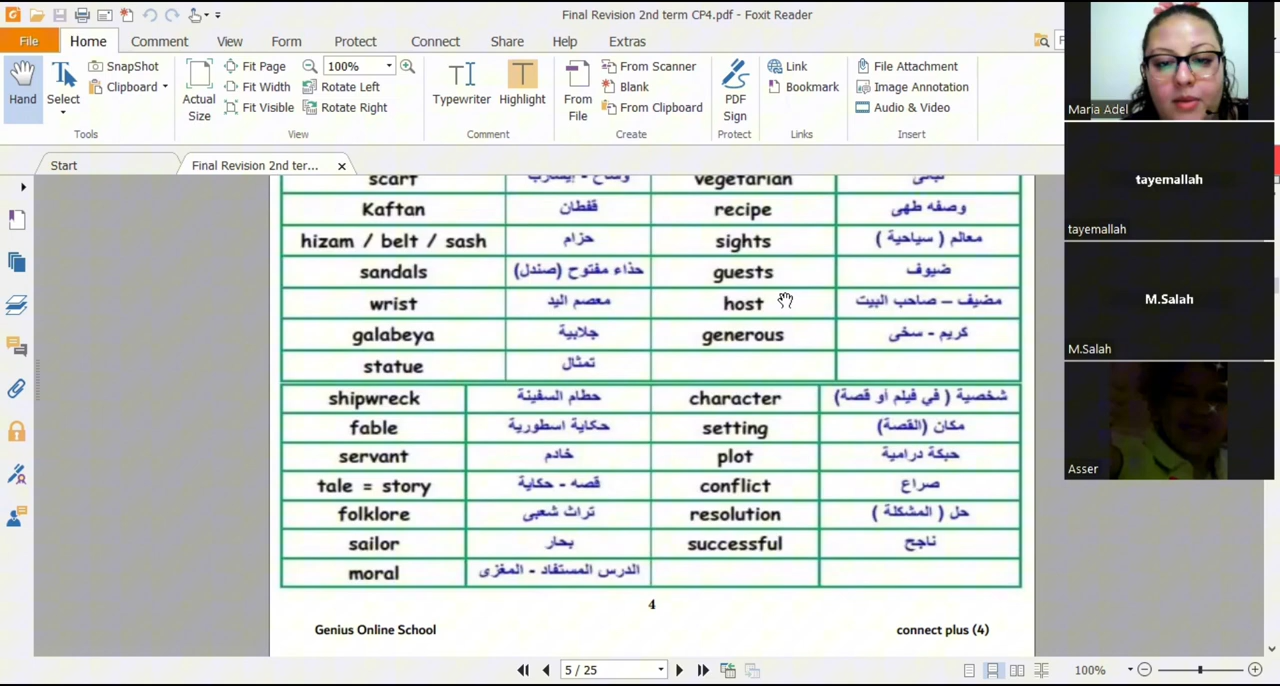 Final Revision 2nd term CP4.pdf - Foxit Reader
File Home Comment View Form Protect Connect Share Help Extras
Hand
Select
SnapShot
Clipboard
Actual Size
Fit Page
Fit Width
Fit Visible
100%
Rotate Left
Rotate Right
Typewriter
Highlight
From File
From Scanner
Blank
From Clipboard
PDF Sign
Link
Bookmark
File Attachment
Image Annotation
Audio & Video
Tools View Comment Create Protect Links Insert
Start Final Revision 2nd ter...
scarf وشاح - إيشارب vegetarian نباتى
Kaftan قفطان recipe وصفه طهى
hizam / belt / sash حزام sights معالم ( سياحية )
sandals حذاء مفتوح (صندل) guests ضيوف
wrist معصم اليد host مضيف – صاحب البيت
galabeya جلابية generous كريم - سخى
statue تمثال
shipwreck حطام السفينة character شخصية ( في فيلم أو قصة)
fable حكاية اسطورية setting مكان (القصة)
servant خادم plot حبكة درامية
tale = story قصه - حكاية conflict صراع
folklore تراث شعبى resolution حل ( المشكلة )
sailor بحار successful ناجح
moral الدرس المستفاد - المغزى
4
Genius Online School connect plus (4)
5 / 25
100%
Maria Adel
tayemallah
tayemallah
M.Salah
M.Salah
Asser